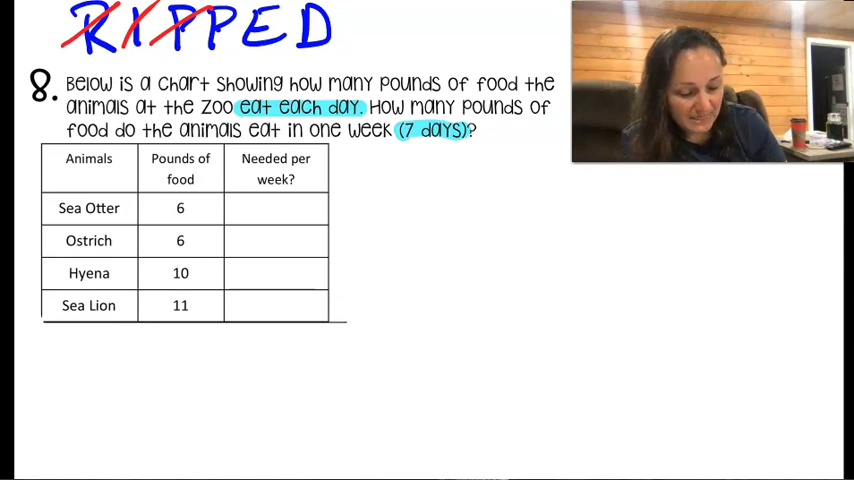 RIPPED
8. Below is a chart showing how many pounds of food the
animals at the zoo eat each day. How many pounds of
food do the animals eat in one week (7 days)?
Animals Pounds of food Needed per week?
Sea Otter 6
Ostrich 6
Hyena 10
Sea Lion 11